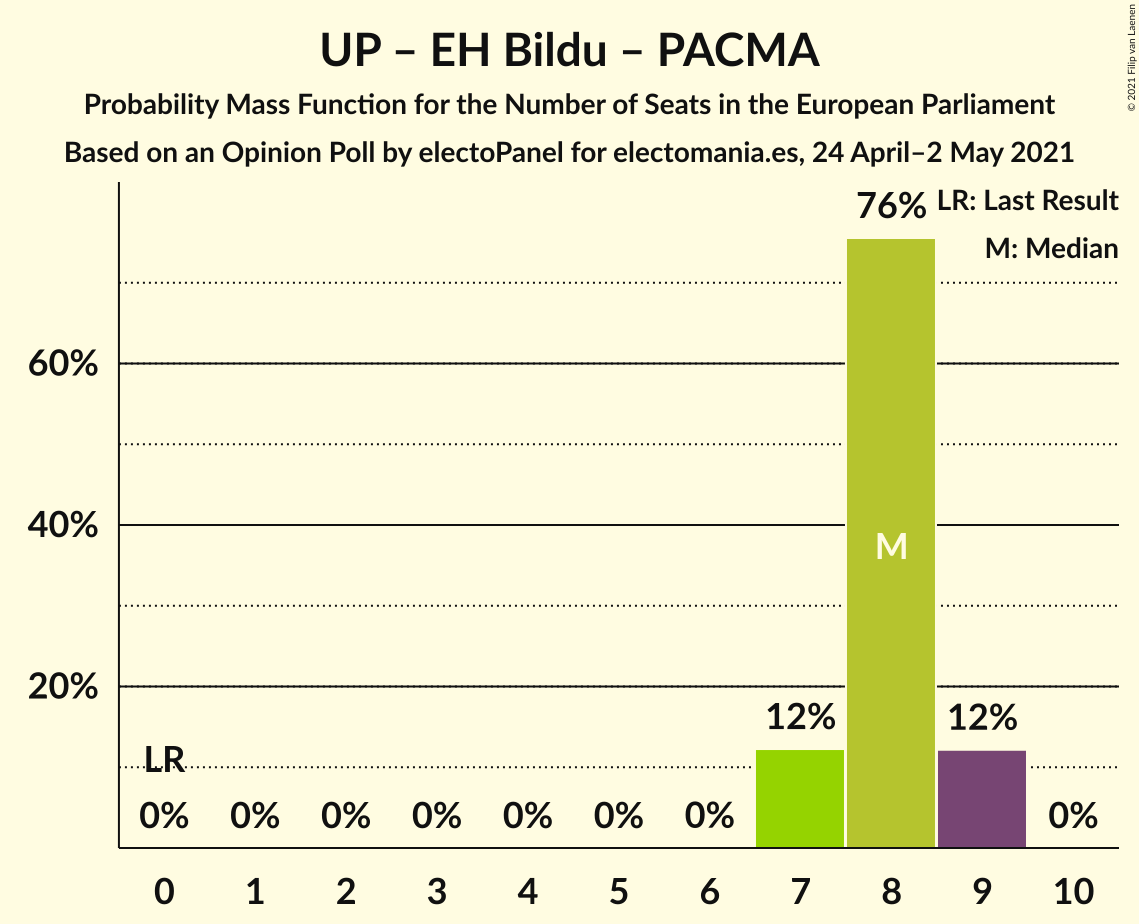 UP – EH Bildu – PACMA
Probability Mass Function for the Number of Seats in the European Parliament
Based on an Opinion Poll by electoPanel for electomania.es, 24 April–2 May 2021
© 2021 Filip van Laenen
LR: Last Result
M: Median
76%
60%
40%
M
20%
12% 12%
LR
0% 0% 0% 0% 0% 0% 0% 0%
0 1 2 3 4 5 6 7 8 9 10